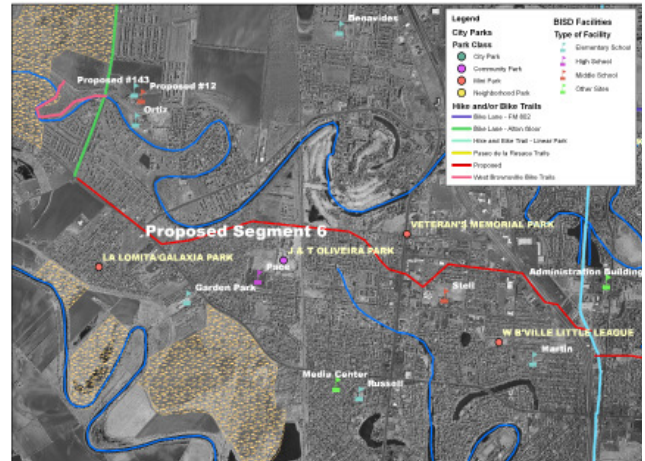 Benavides
Legend
City Parks
Park Class
City Park
Community Park
Mini Park
Neighborhood Park
BISD Facilities
Type of Facility
Elementary School
High School
Middle School
Other Sites
Hike and/or Bike Trails
Bike Lane - FM 802
Bike Lane - Alton Gloor
Hike and Bike Trail - Linear Park
Paseo de la Resaca Trails
Proposed
West Brownsville Bike Trails
Proposed #143
Proposed #12
Ortiz
Proposed Segment 6
VETERAN'S MEMORIAL PARK
J & T OLIVEIRA PARK
LA LOMITA/GALAXIA PARK
Pace
Administration Building
Garden Park
Stell
W B'VILLE LITTLE LEAGUE
Martin
Media Center
Russell